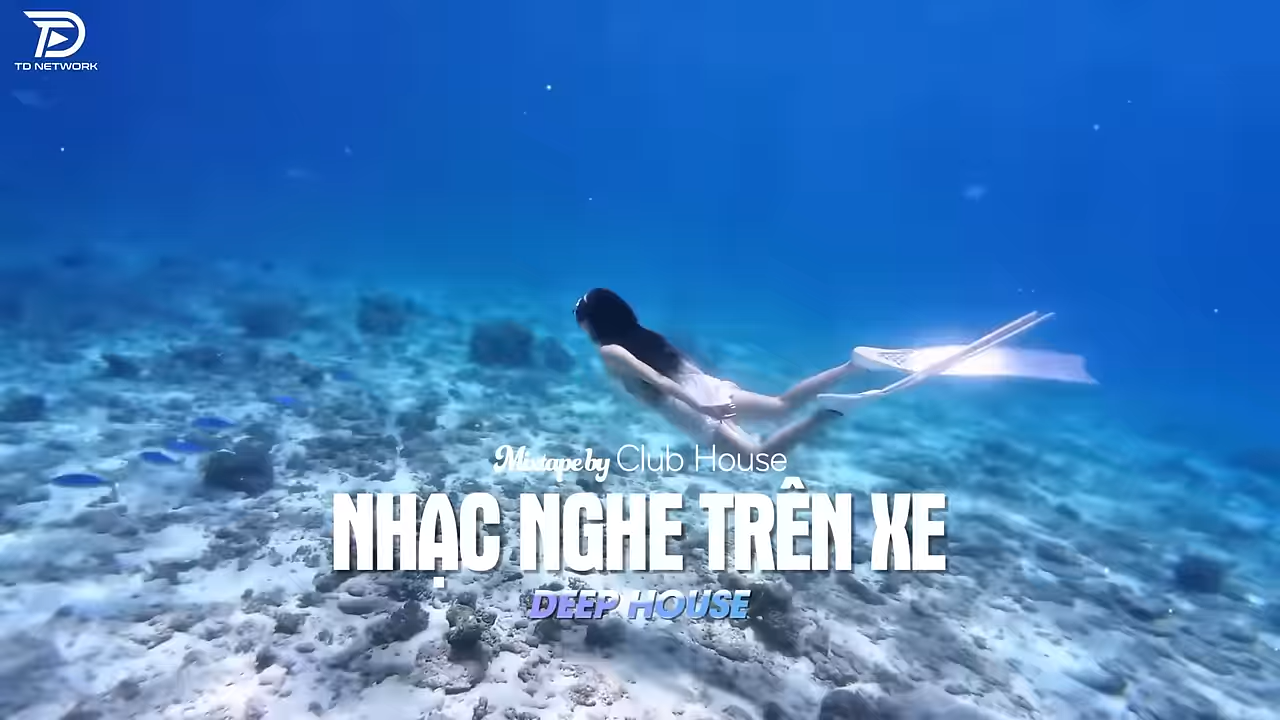 TD NETWORK
Mixtape by Club House
NHẠC NGHE TRÊN XE
DEEP HOUSE